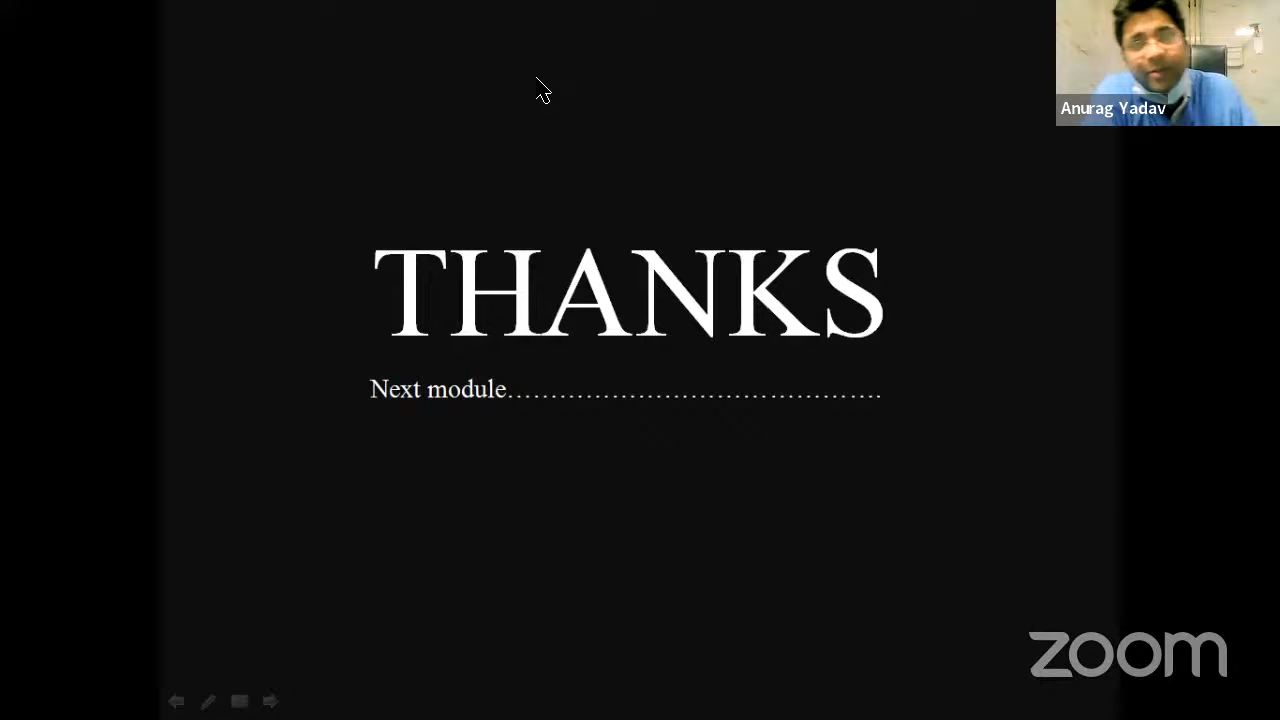 Anurag Yadav
THANKS
Next module……………………………………….
zoom